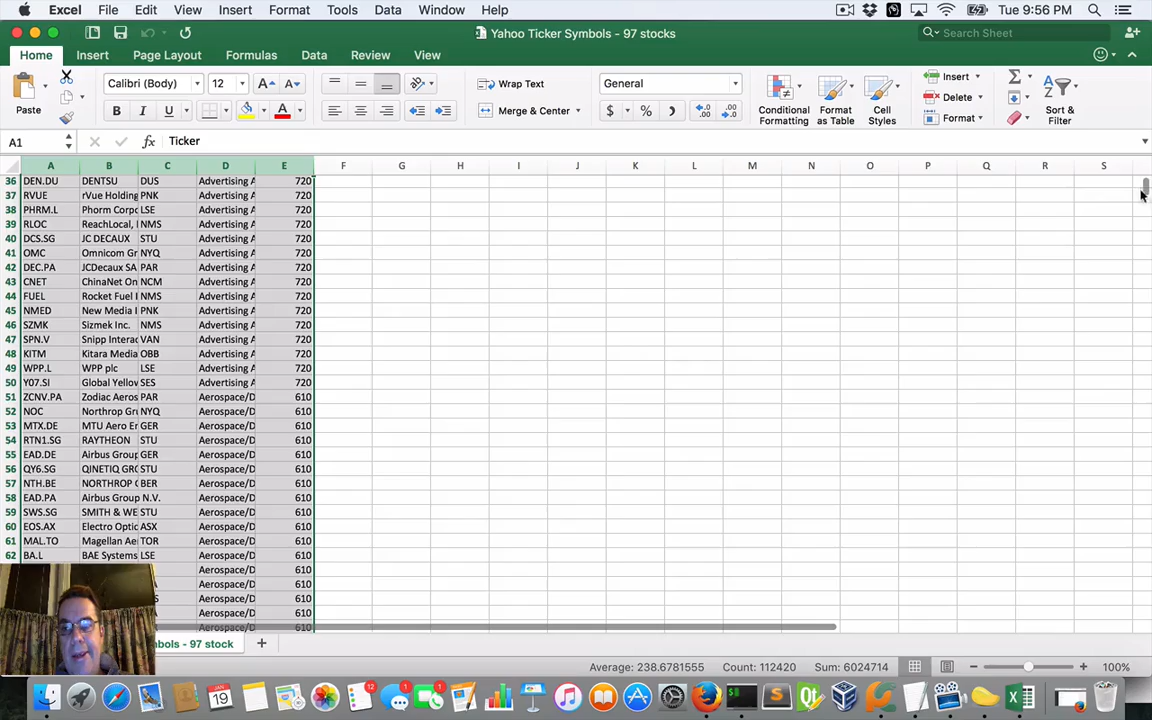 Excel File Edit View Insert Format Tools Data Window Help Tue 9:56 PM
Yahoo Ticker Symbols - 97 stocks Search Sheet
Home Insert Page Layout Formulas Data Review View
Paste Calibri (Body) 12 A A Wrap Text General Conditional Formatting Format as Table Cell Styles Insert Sort & Filter
B I U A Merge & Center $ % Delete
Format
A1 fx Ticker
A B C D E F G H I J K L M N O P Q R S
36 DEN.DU DENTSU DUS Advertising A 720
37 RVUE rVue Holding PNK Advertising A 720
38 PHRM.L Phorm Corpo LSE Advertising A 720
39 RLOC ReachLocal, NMS Advertising A 720
40 DCS.SG JC DECAUX STU Advertising A 720
41 OMC Omnicom Gr NYQ Advertising A 720
42 DEC.PA JCDecaux SA PAR Advertising A 720
43 CNET ChinaNet On NCM Advertising A 720
44 FUEL Rocket Fuel I NMS Advertising A 720
45 NMED New Media I PNK Advertising A 720
46 SZMK Sizmek Inc. NMS Advertising A 720
47 SPN.V Snipp Interac VAN Advertising A 720
48 KITM Kitara Media OBB Advertising A 720
49 WPP.L WPP plc LSE Advertising A 720
50 Y07.SI Global Yellov SES Advertising A 720
51 ZCNV.PA Zodiac Aeros PAR Aerospace/D 610
52 NOC Northrop Gru NYQ Aerospace/D 610
53 MTX.DE MTU Aero Er GER Aerospace/D 610
54 RTN1.SG RAYTHEON STU Aerospace/D 610
55 EAD.DE Airbus Group GER Aerospace/D 610
56 QY6.SG QINETIQ GRO STU Aerospace/D 610
57 NTH.BE NORTHROP G BER Aerospace/D 610
58 EAD.PA Airbus Group N.V. Aerospace/D 610
59 SWS.SG SMITH & WE STU Aerospace/D 610
60 EOS.AX Electro Optic ASX Aerospace/D 610
61 MAL.TO Magellan Ae TOR Aerospace/D 610
62 BA.L BAE Systems LSE Aerospace/D 610
Aerospace/D 610
Aerospace/D 610
Aerospace/D 610
Aerospace/D 610
Aerospace/D 610
mbols - 97 stock
Average: 238.6781555 Count: 112420 Sum: 6024714 100%
JAN 19 12 1 1